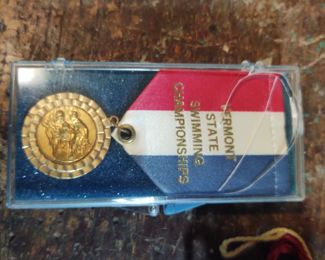 VERMONT
STATE
SWIMMING
CHAMPIONSHIPS